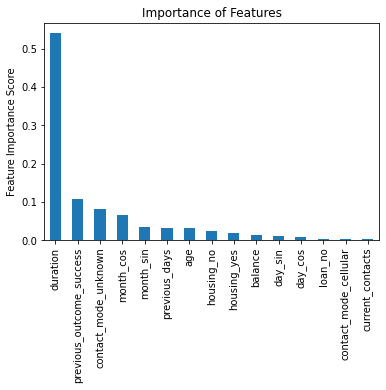 Importance of Features
Feature Importance Score
0.5
0.4
0.3
0.2
0.1
0.0
duration
previous_outcome_success
contact_mode_unknown
month_cos
month_sin
previous_days
age
housing_no
housing_yes
balance
day_sin
day_cos
loan_no
contact_mode_cellular
current_contacts